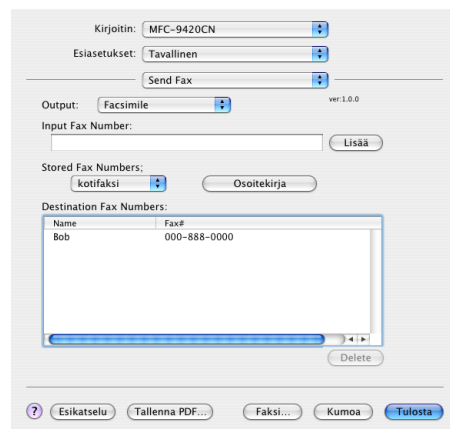 Kirjoitin: MFC-9420CN
Esiasetukset: Tavallinen
Send Fax
Output: Facsimile ver:1.0.0
Input Fax Number:
Lisää
Stored Fax Numbers;
kotifaksi Osoitekirja
Destination Fax Numbers:
Name Fax#
Bob 000-888-0000
Delete
? Esikatselu Tallenna PDF... Faksi... Kumoa Tulosta